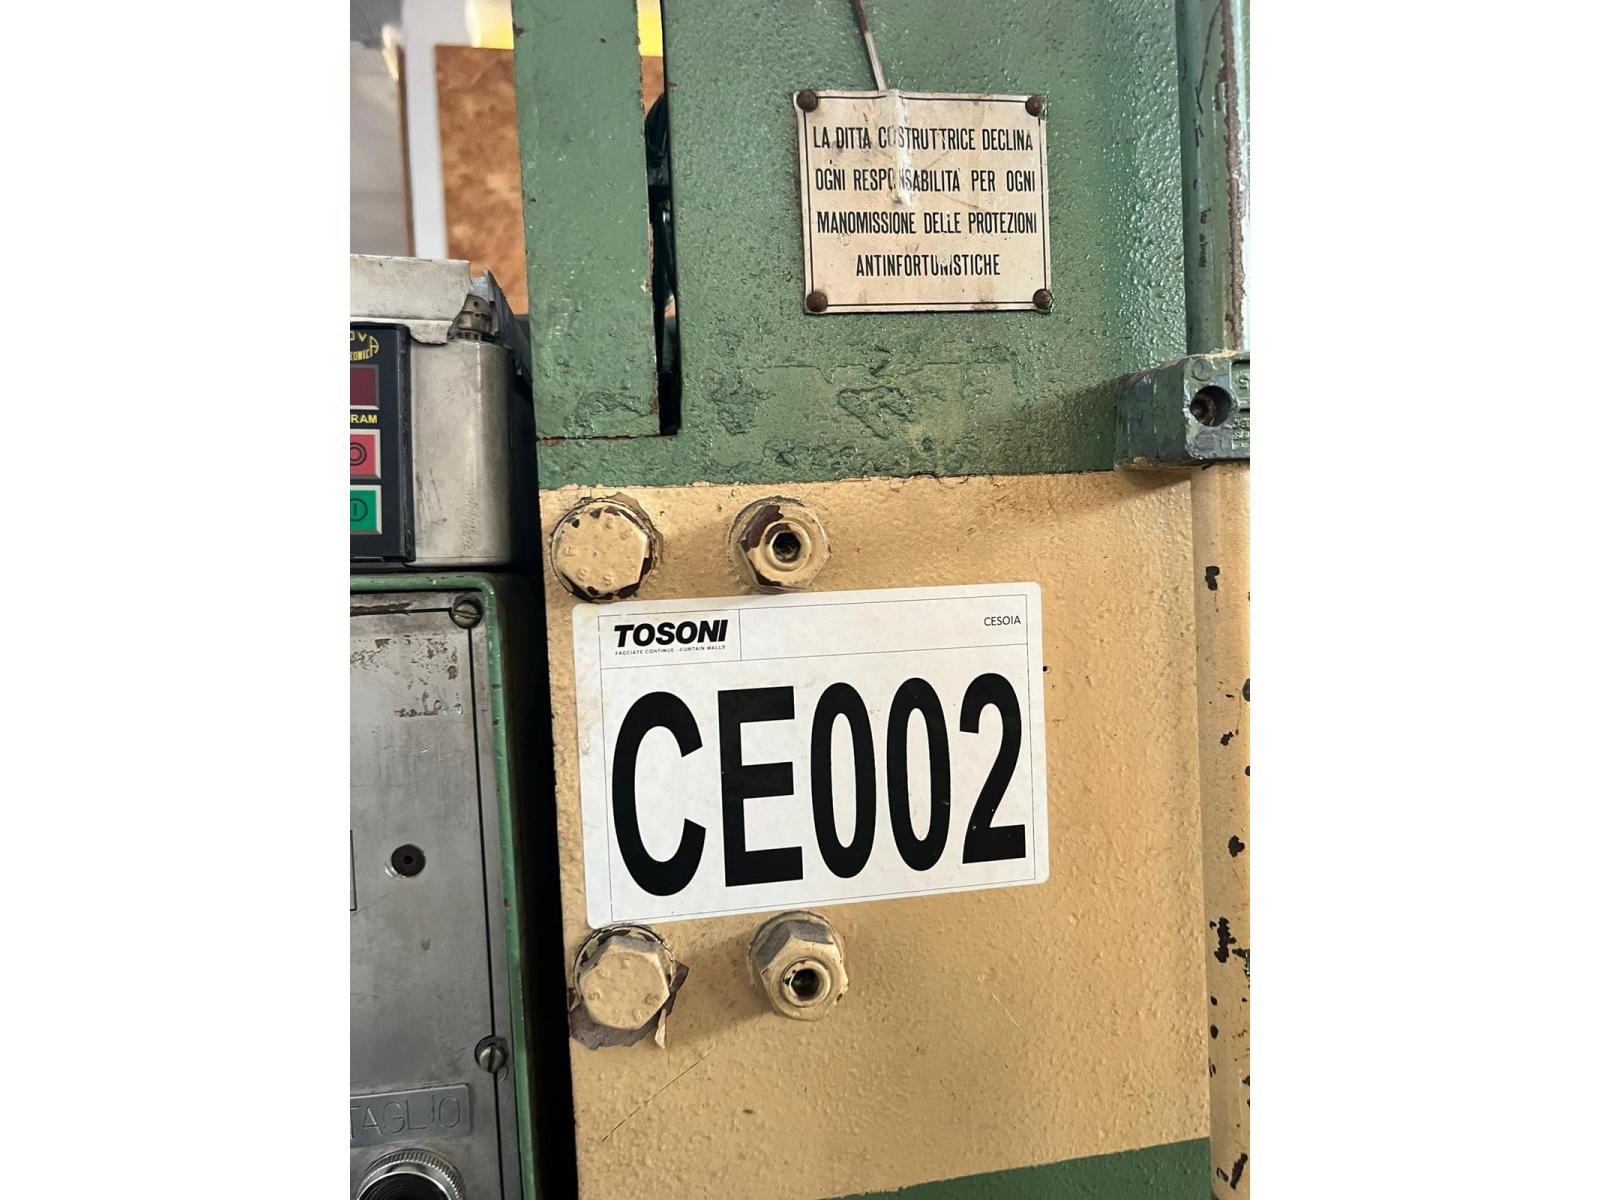 LA DITTA COSTRUTTRICE DECLINA
OGNI RESPONSABILITÀ PER OGNI
MANOMISSIONE DELLE PROTEZIONI
ANTINFORTUNISTICHE
RAM
TOSONI
FACCIATE CONTINUE - CURTAIN WALLS
CESOIA
CE002
TAGLIO